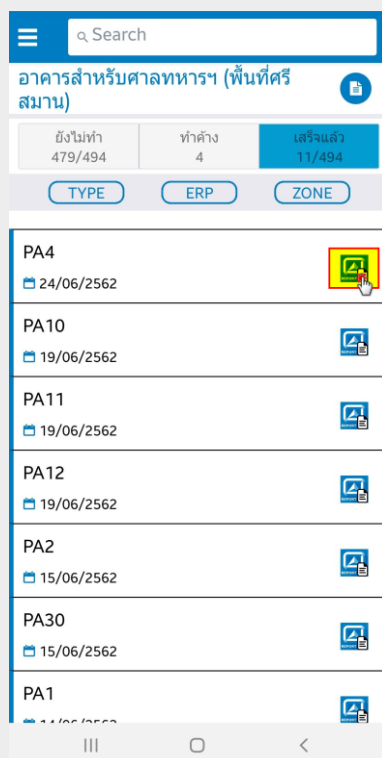 Search
อาคารสำหรับศาลทหารฯ (พื้นที่ศรี
สมาน)
ยังไม่ทำ ทำค้าง เสร็จแล้ว
479/494 4 11/494
TYPE ERP ZONE
PA4
24/06/2562
PA10
19/06/2562
PA11
19/06/2562
PA12
19/06/2562
PA2
15/06/2562
PA30
15/06/2562
PA1